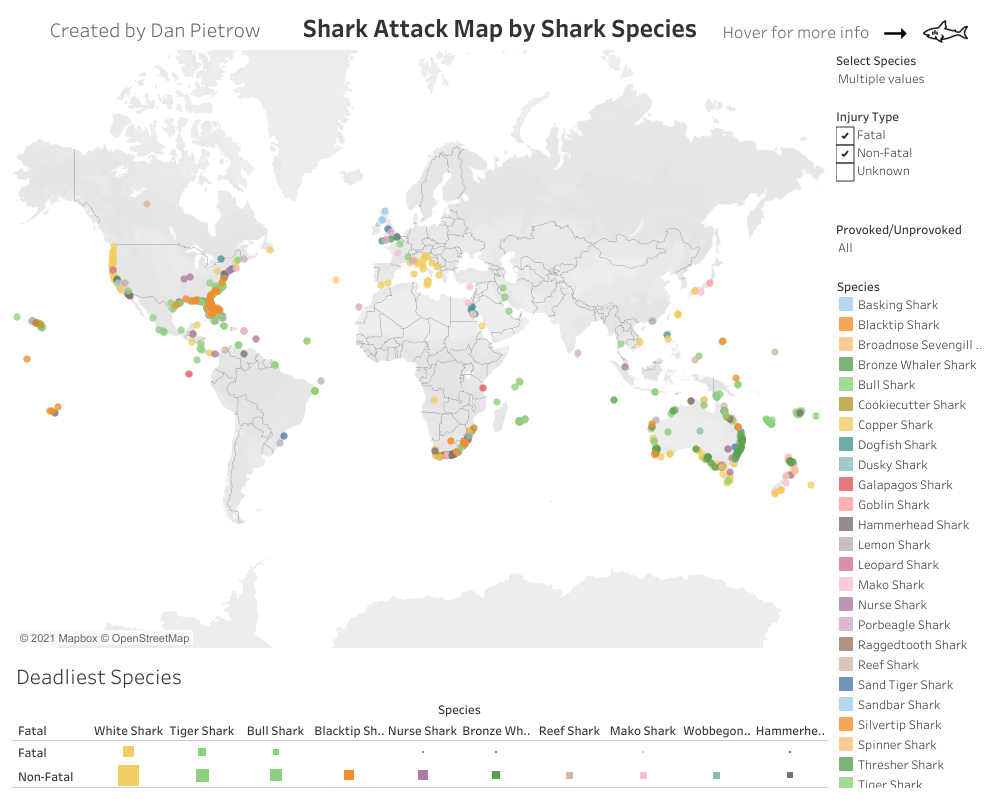 Created by Dan Pietrow
Shark Attack Map by Shark Species
Hover for more info
Select Species
Multiple values
Injury Type
Fatal
Non-Fatal
Unknown
Provoked/Unprovoked
All
Species
Basking Shark
Blacktip Shark
Broadnose Sevengill ..
Bronze Whaler Shark
Bull Shark
Cookiecutter Shark
Copper Shark
Dogfish Shark
Dusky Shark
Galapagos Shark
Goblin Shark
Hammerhead Shark
Lemon Shark
Leopard Shark
Mako Shark
Nurse Shark
Porbeagle Shark
Raggedtooth Shark
Reef Shark
Sand Tiger Shark
Sandbar Shark
Silvertip Shark
Spinner Shark
Thresher Shark
Tiger Shark
© 2021 Mapbox © OpenStreetMap
Deadliest Species
Species
Fatal White Shark Tiger Shark Bull Shark Blacktip Sh.. Nurse Shark Bronze Wh.. Reef Shark Mako Shark Wobbegon.. Hammerhe..
Fatal
Non-Fatal